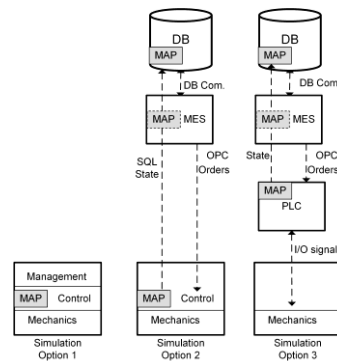 DB
MAP
DB Com.
MAP MES
SQL
State
OPC
Orders
DB
MAP
DB Com.
MAP MES
State
OPC
Orders
MAP
PLC
I/O signal
Management
MAP Control
Mechanics
Simulation
Option 1
MAP Control
Mechanics
Simulation
Option 2
Mechanics
Simulation
Option 3